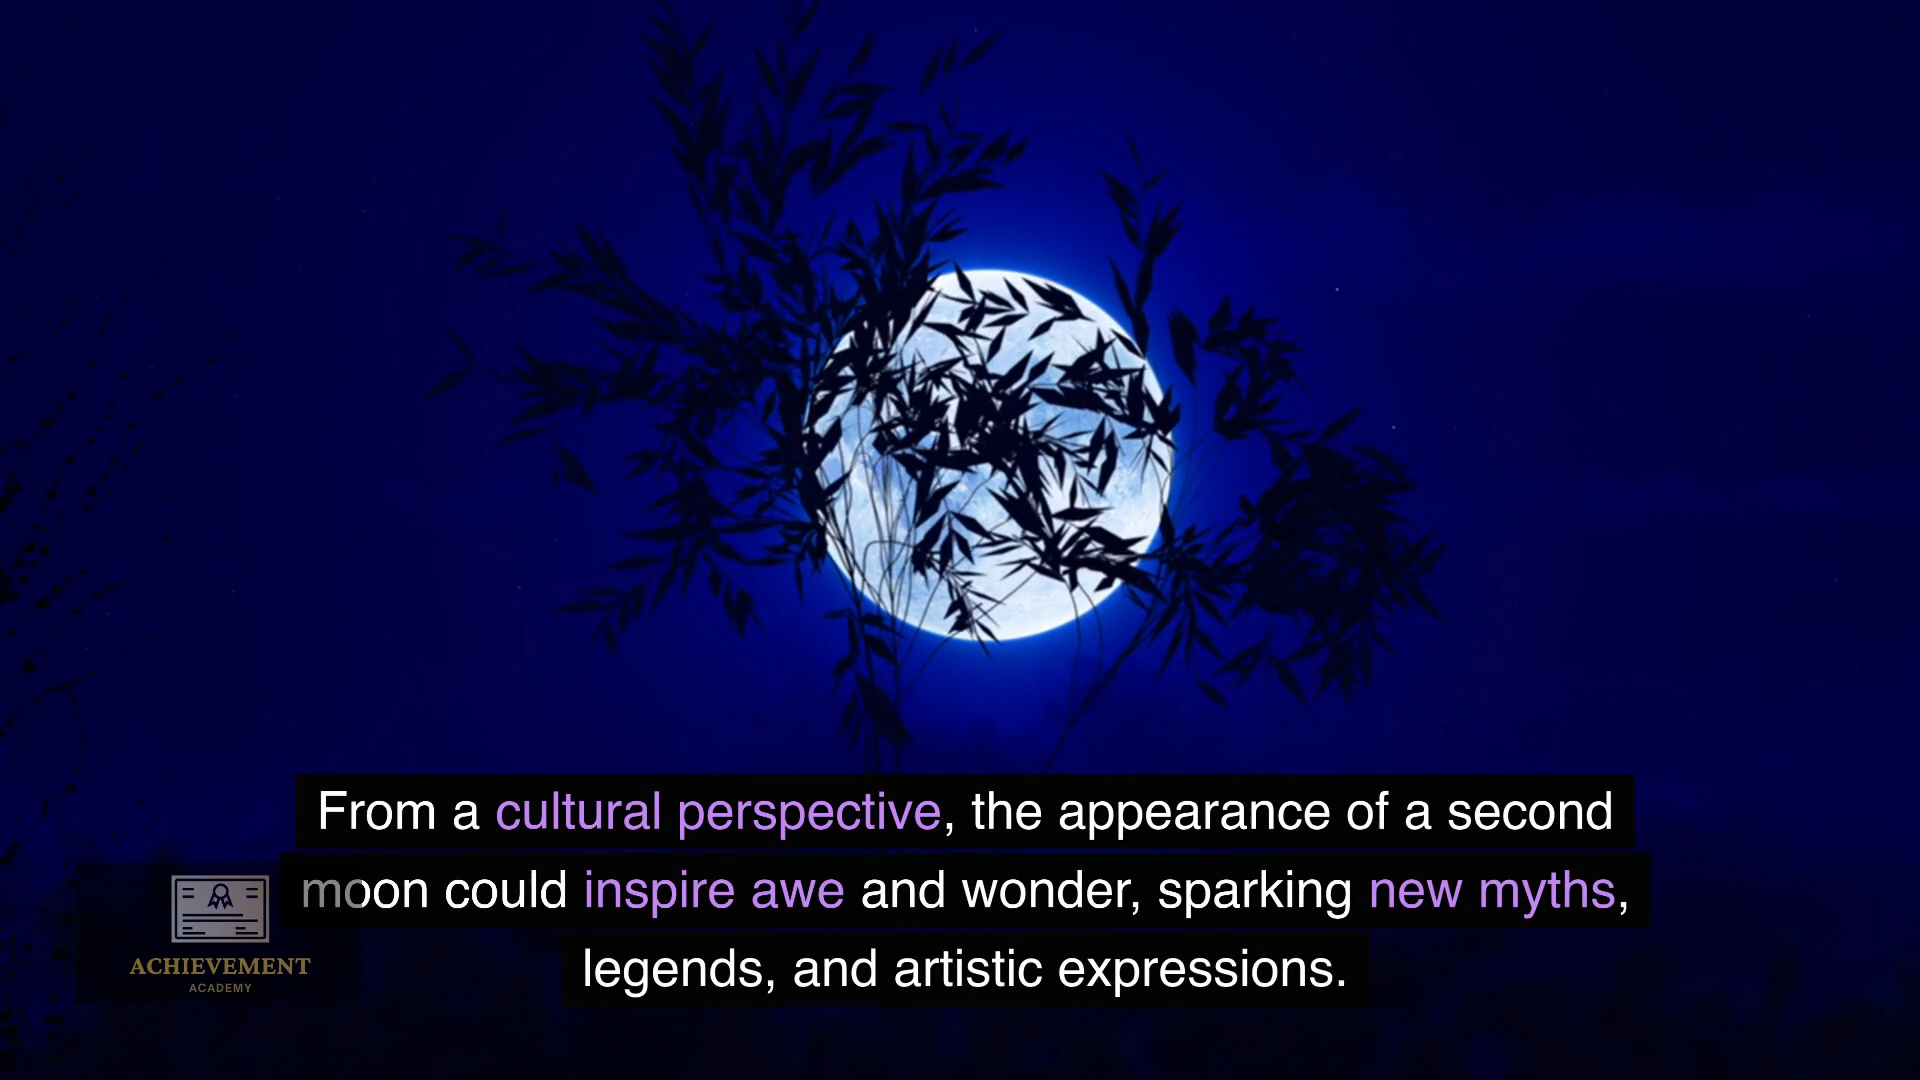 From a cultural perspective, the appearance of a second
moon could inspire awe and wonder, sparking new myths,
legends, and artistic expressions.
ACHIEVEMENT
ACADEMY